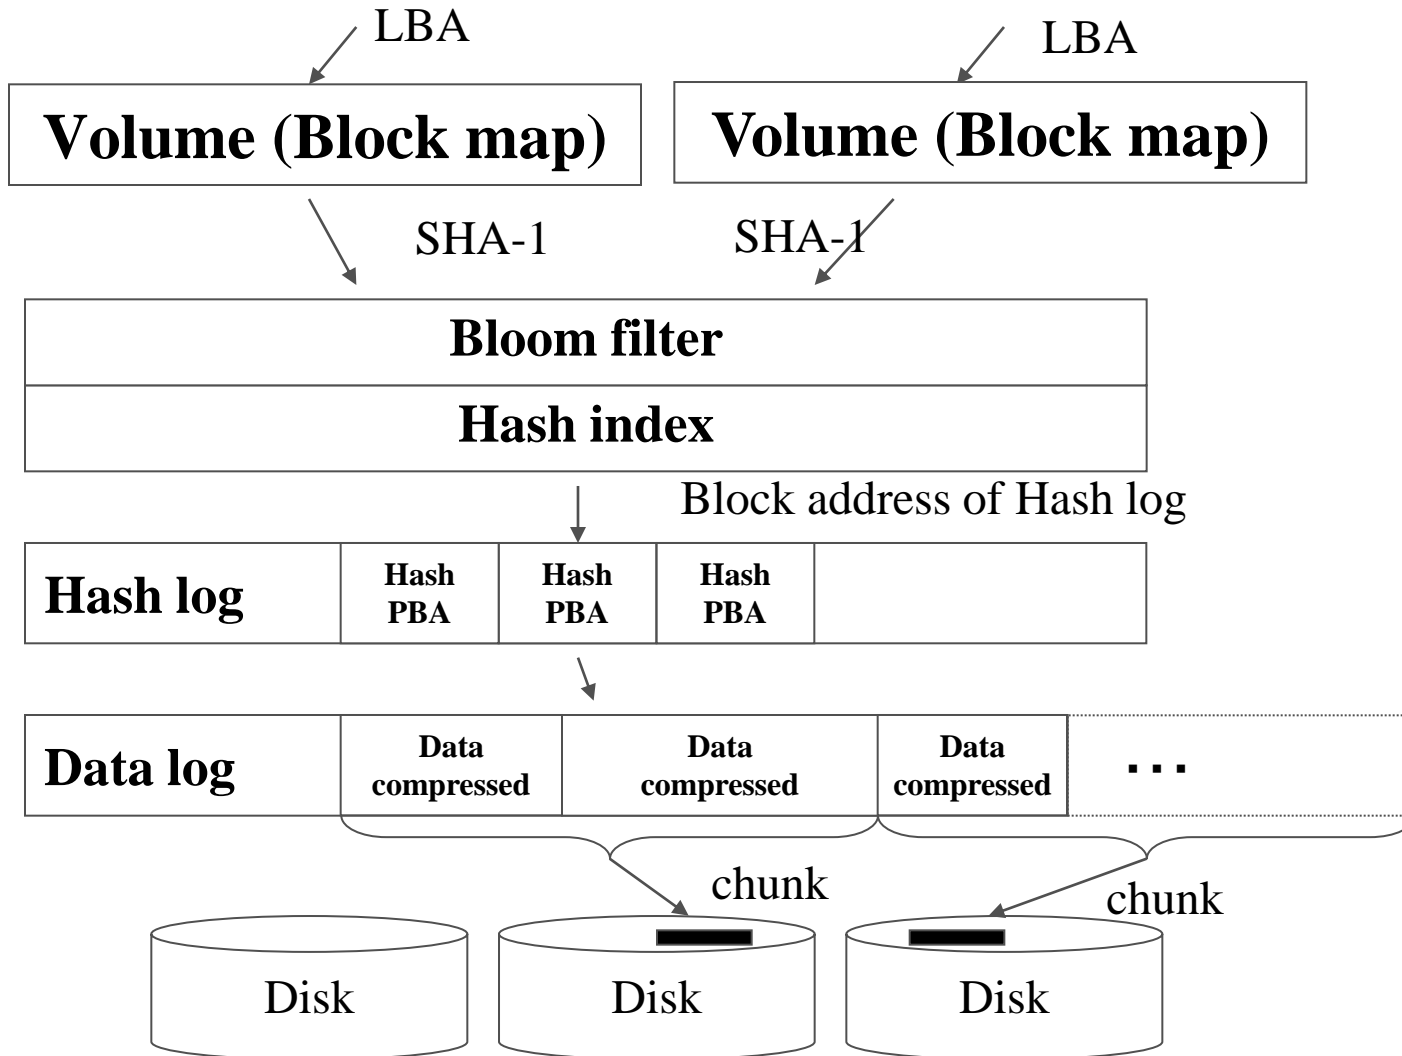 LBA
LBA
Volume (Block map)
Volume (Block map)
SHA-1
SHA-1
Bloom filter
Hash index
Block address of Hash log
Hash log
Hash
PBA
Hash
PBA
Hash
PBA
Data log
Data
compressed
Data
compressed
Data
compressed
...
chunk
chunk
Disk
Disk
Disk